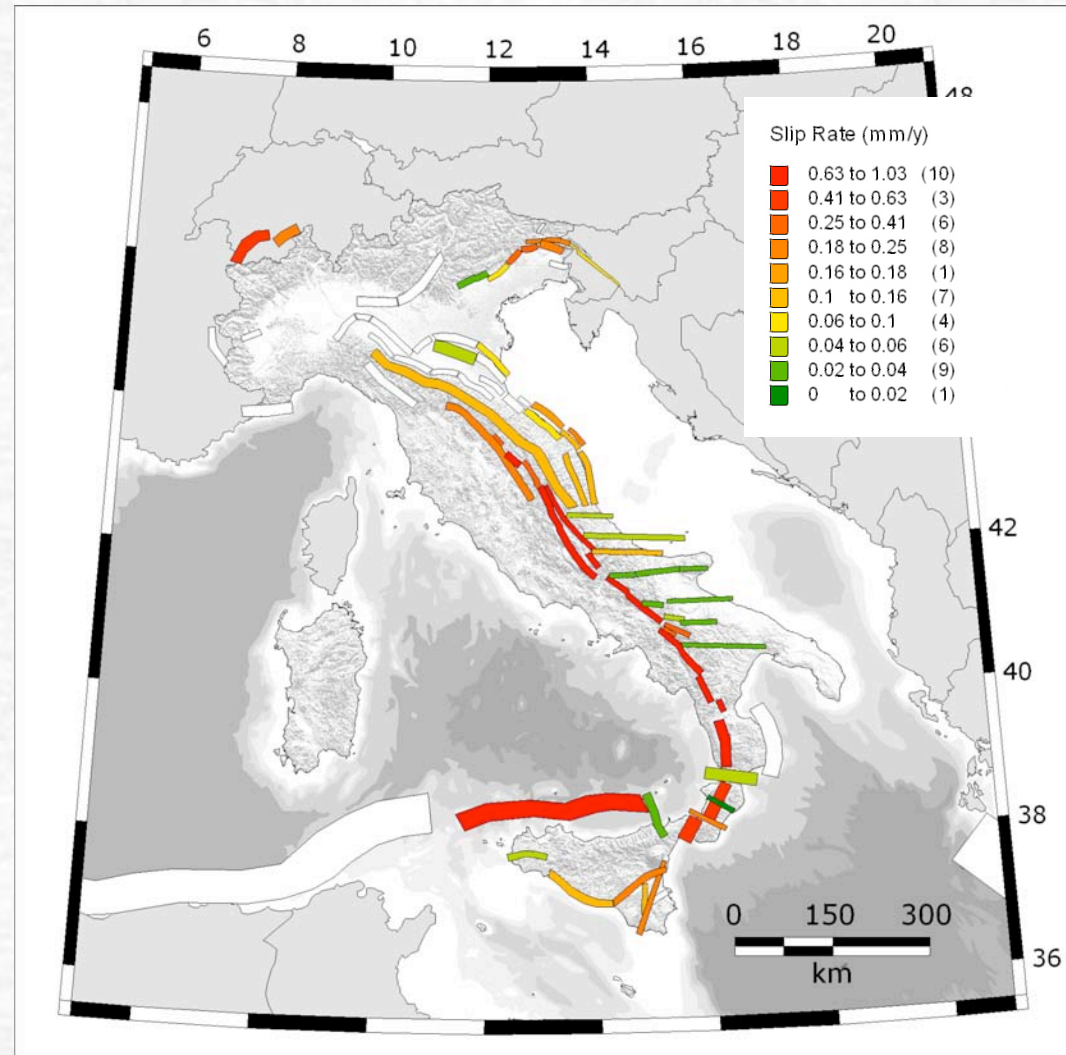 6 8 10 12 14 16 18 20
48
Slip Rate (mm/y)
0.63 to 1.03 (10)
0.41 to 0.63 (3)
0.25 to 0.41 (6)
0.18 to 0.25 (8)
0.16 to 0.18 (1)
0.1 to 0.16 (7)
0.06 to 0.1 (4)
0.04 to 0.06 (6)
0.02 to 0.04 (9)
0 to 0.02 (1)
42
40
38
0 150 300
km
36